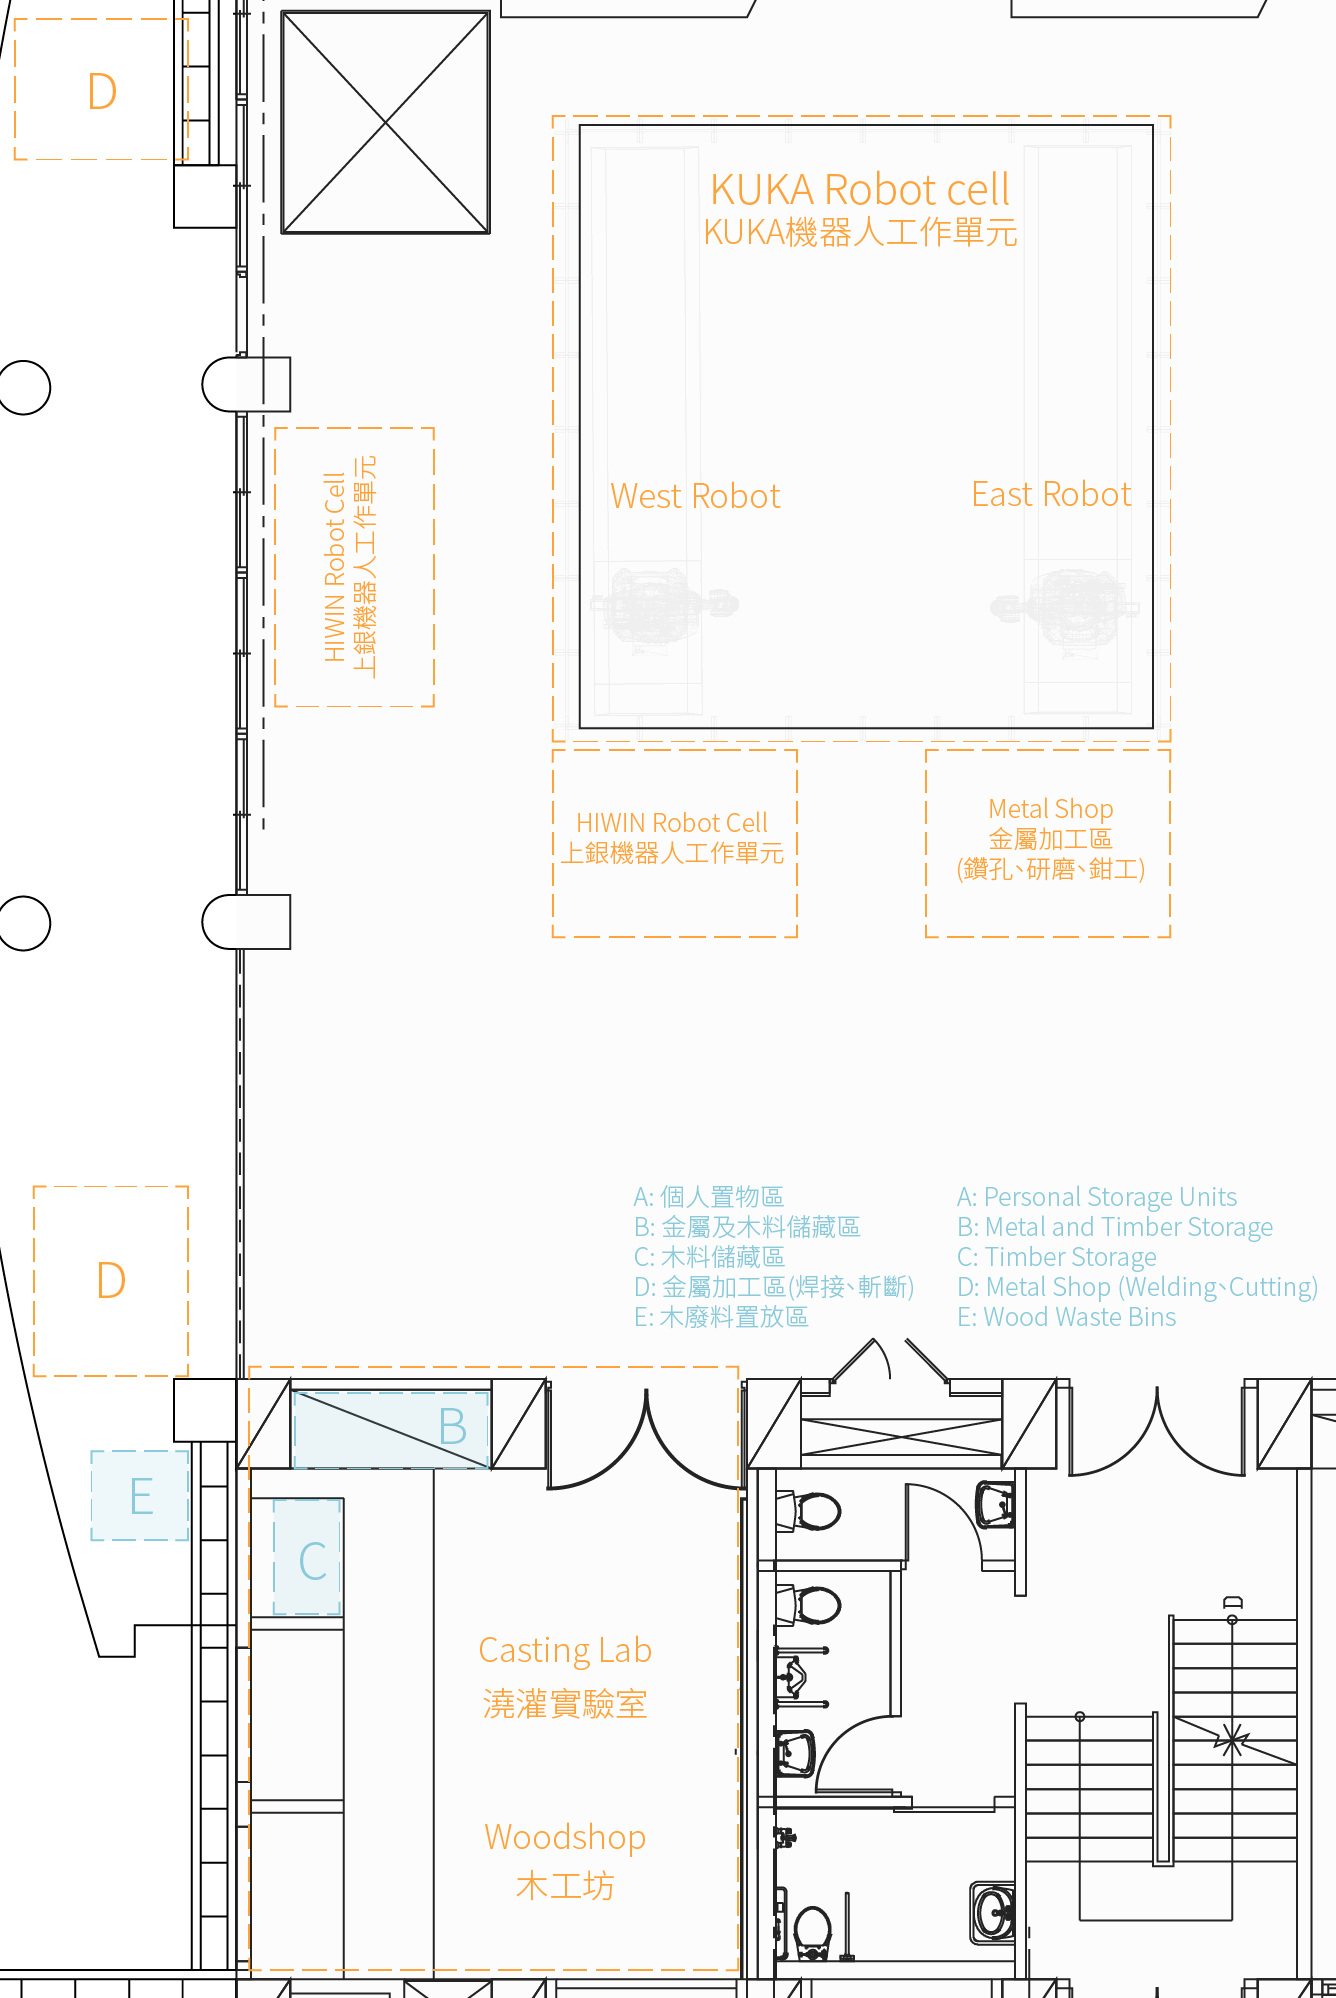 D
KUKA Robot cell
KUKA機器人工作單元
West Robot
East Robot
HIWIN Robot Cell
上銀機器人工作單元
HIWIN Robot Cell
上銀機器人工作單元
Metal Shop
金屬加工區
(鑽孔、研磨、鉗工)
A: 個人置物區
B: 金屬及木料儲藏區
C: 木料儲藏區
D: 金屬加工區(焊接、斬斷)
E: 木廢料置放區
A: Personal Storage Units
B: Metal and Timber Storage
C: Timber Storage
D: Metal Shop (Welding、Cutting)
E: Wood Waste Bins
D
B
E
C
Casting Lab
澆灌實驗室
Woodshop
木工坊